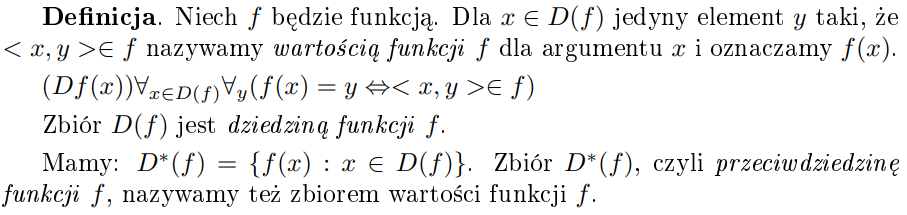 Definicja. Niech f będzie funkcją. Dla x ∈ D(f) jedyny element y taki, że
< x, y >∈ f nazywamy wartością funkcji f dla argumentu x i oznaczamy f(x).
(Df(x))∀x∈D(f)∀y(f(x) = y ⇔< x, y >∈ f)
Zbiór D(f) jest dziedziną funkcji f.
Mamy: D*(f) = {f(x) : x ∈ D(f)}. Zbiór D*(f), czyli przeciwdziedzinę
funkcji f, nazywamy też zbiorem wartości funkcji f.